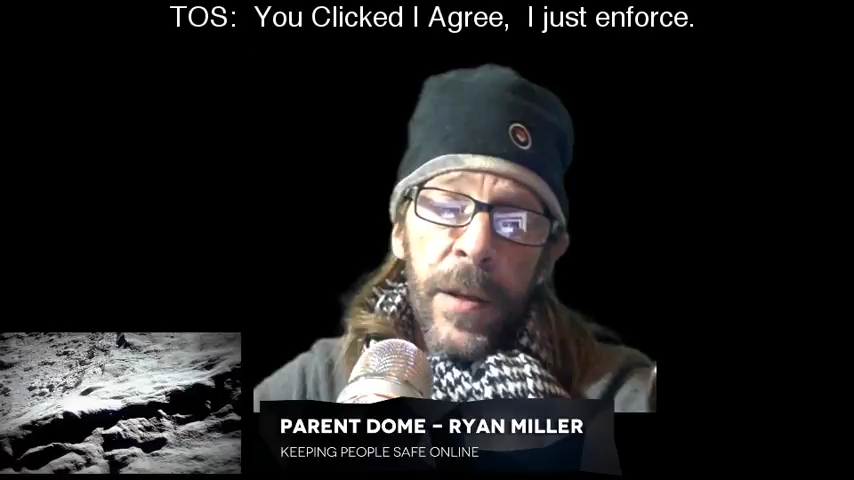 TOS:  You Clicked I Agree,  I just enforce.
PARENT DOME - RYAN MILLER
KEEPING PEOPLE SAFE ONLINE